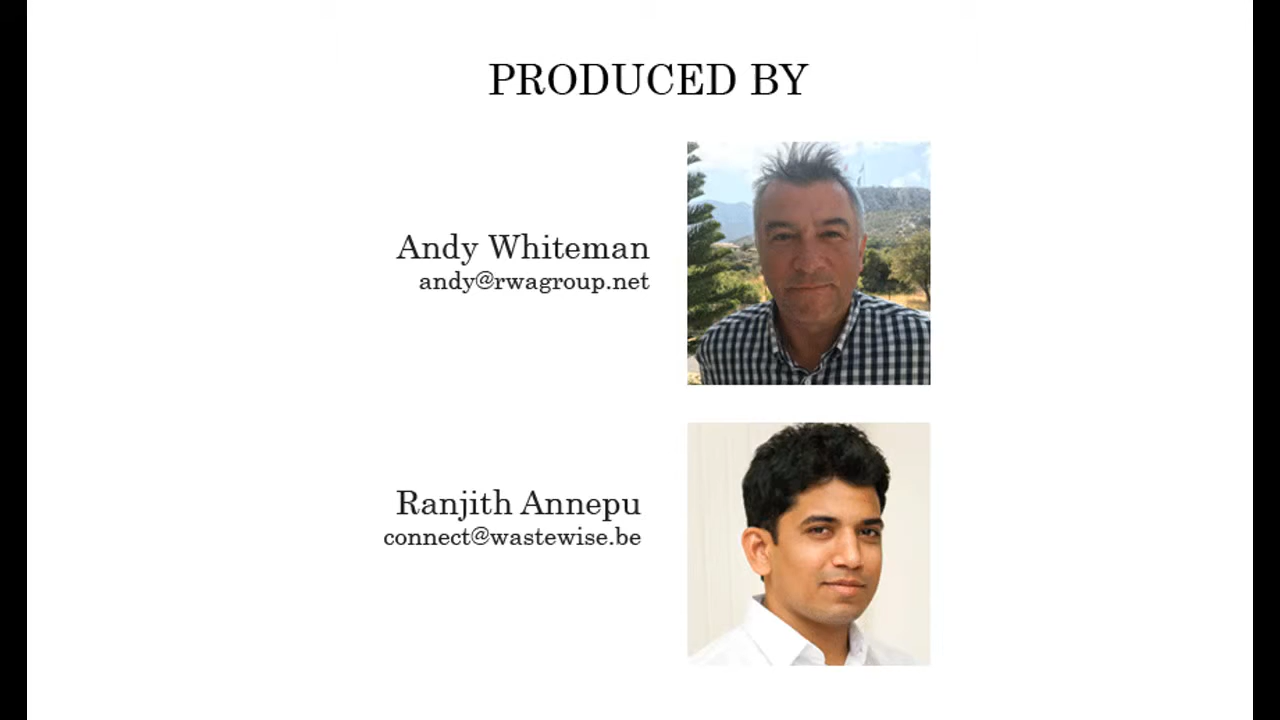 PRODUCED BY
Andy Whiteman
andy@rwagroup.net
Ranjith Annepu
connect@wastewise.be